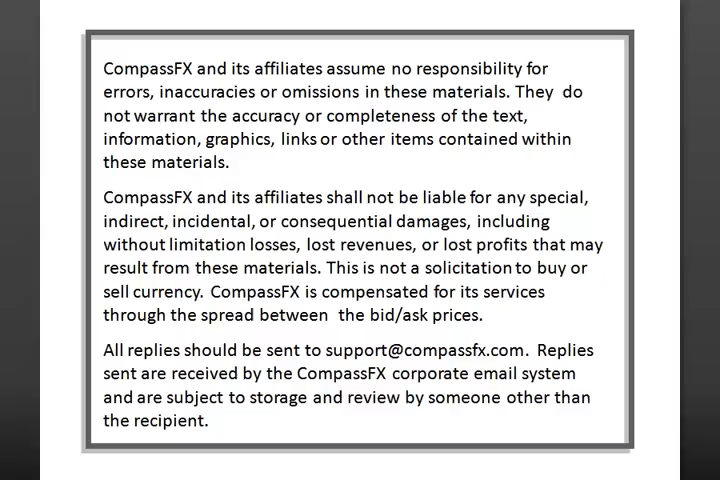 CompassFX and its affiliates assume no responsibility for
errors, inaccuracies or omissions in these materials. They  do
not warrant the accuracy or completeness of the text,
information, graphics, links or other items contained within
these materials.
CompassFX and its affiliates shall not be liable for any special,
indirect, incidental, or consequential damages, including
without limitation losses, lost revenues, or lost profits that may
result from these materials. This is not a solicitation to buy or
sell currency.  CompassFX is compensated for its services
through the spread between  the bid/ask prices.
All replies should be sent to support@compassfx.com.  Replies
sent are received by the CompassFX corporate email system
and are subject to storage and review by someone other than
the recipient.